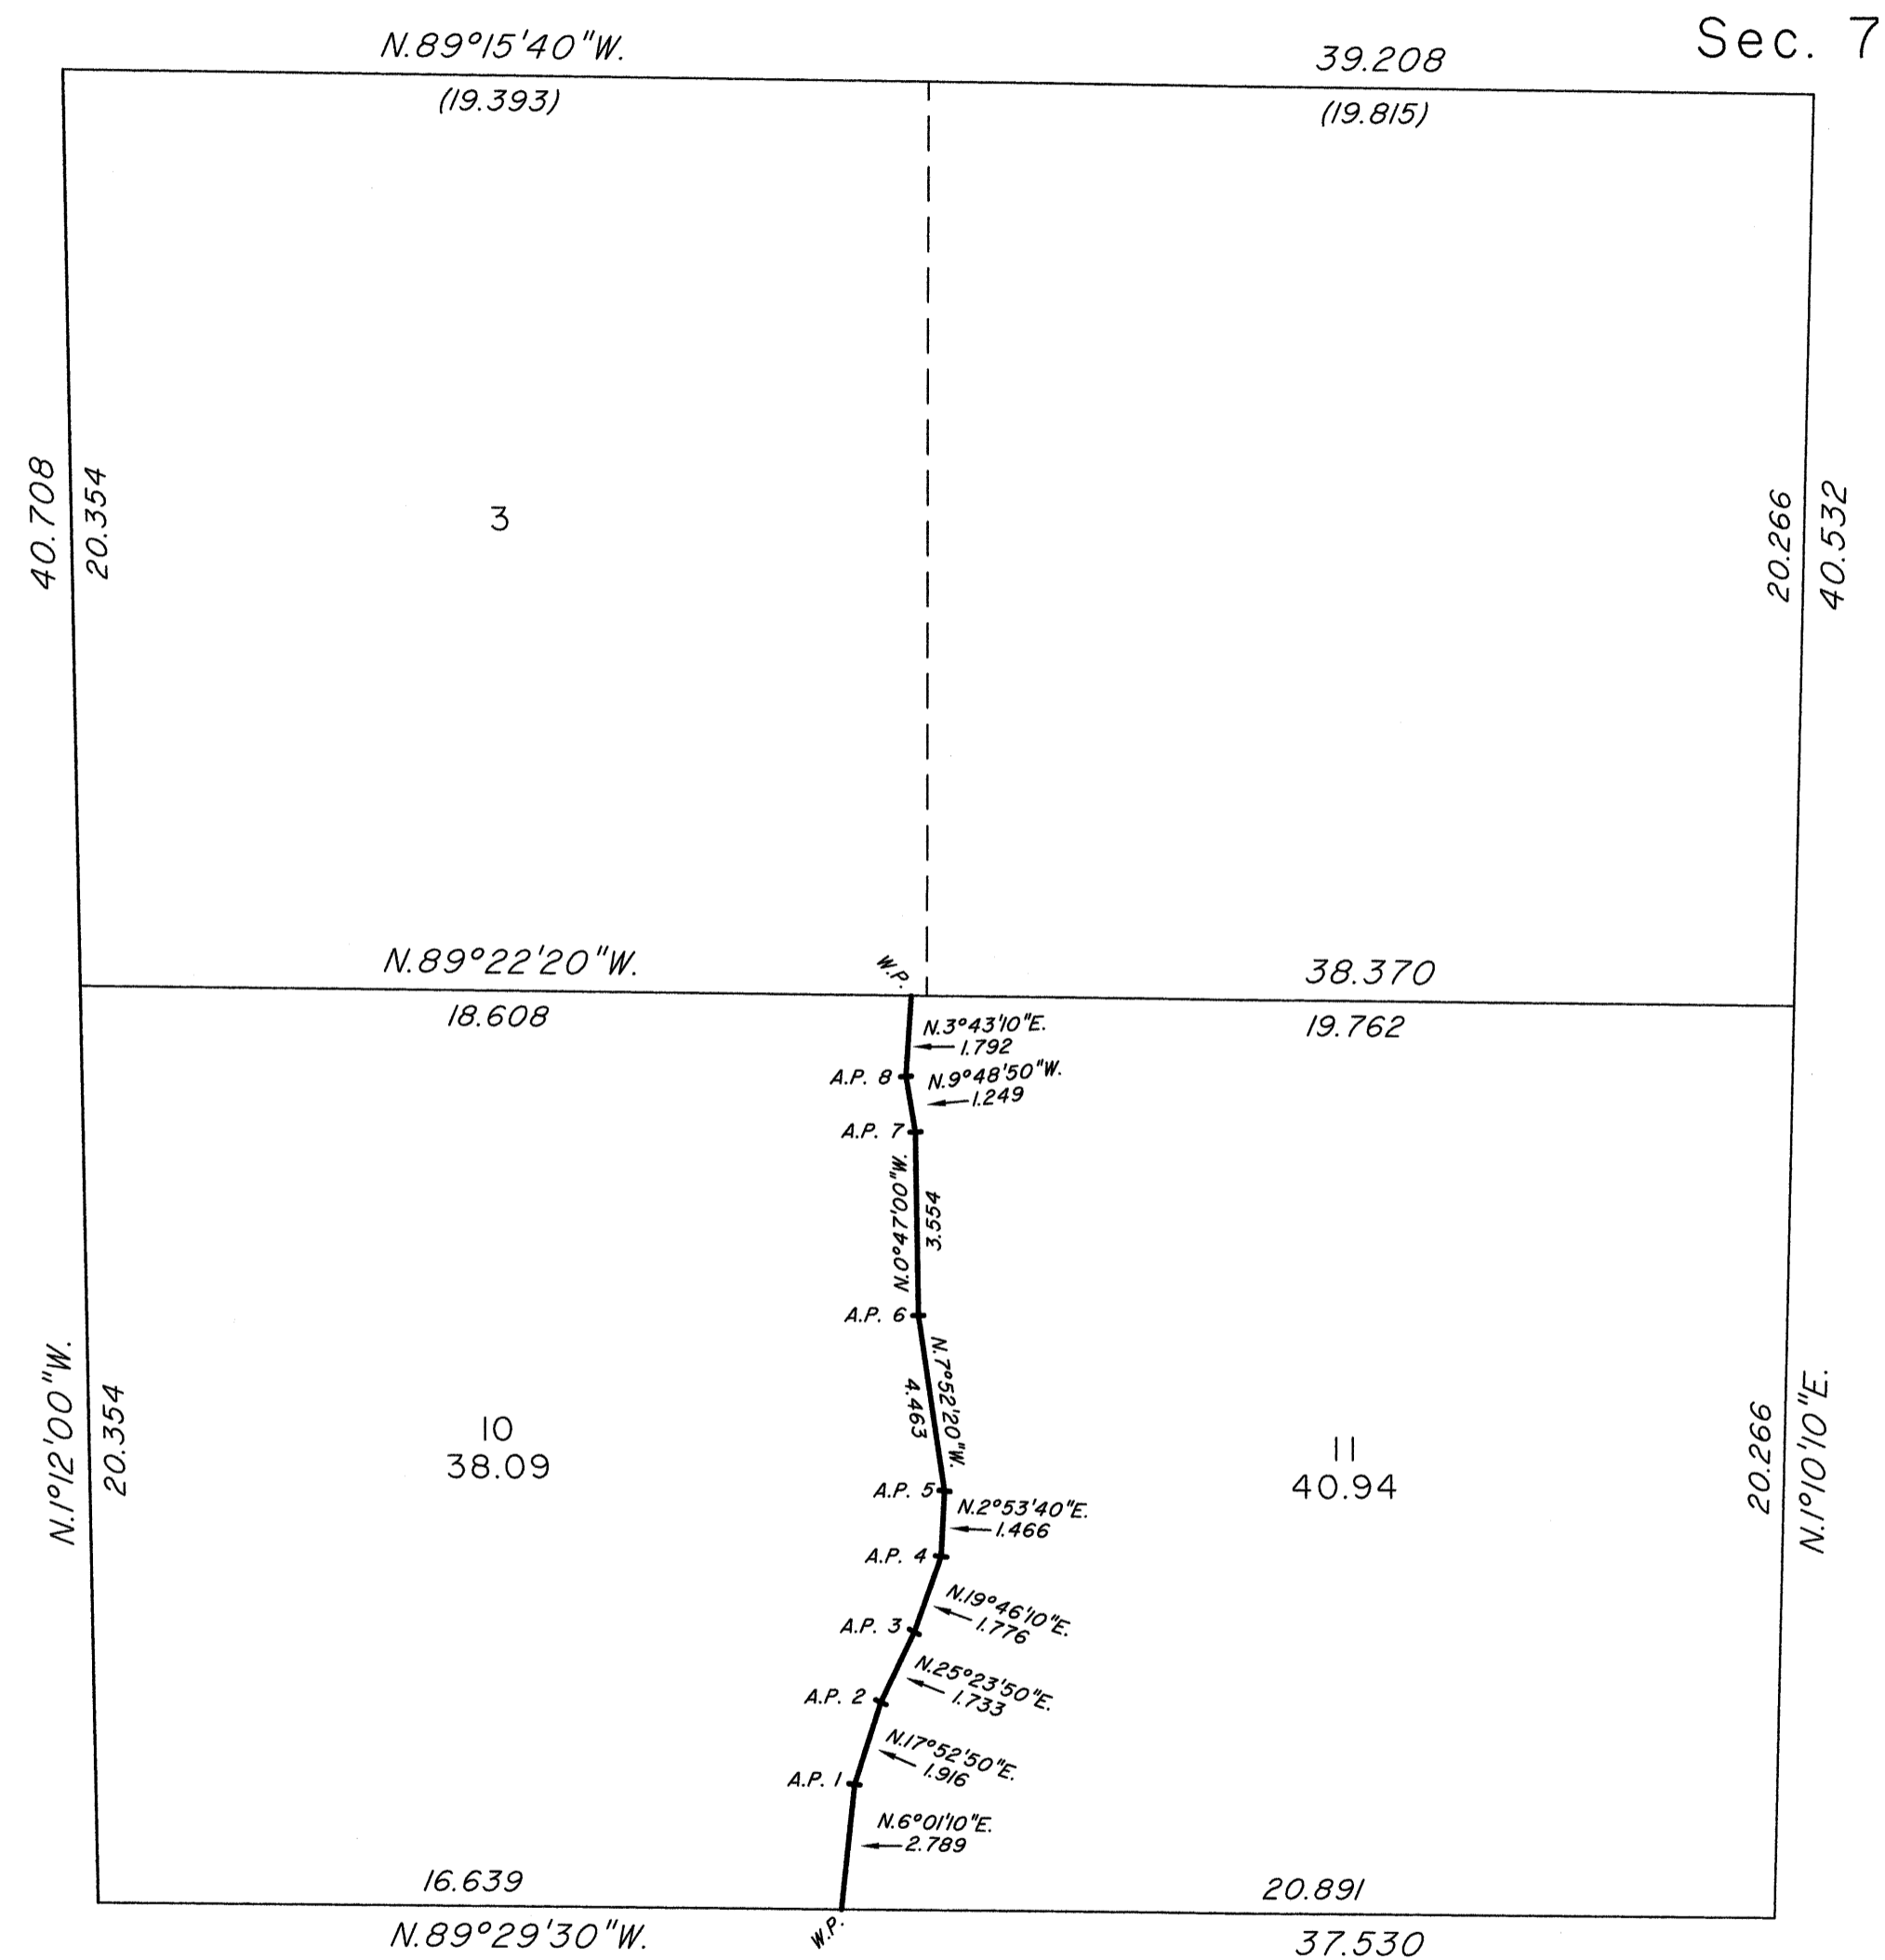 Sec. 7
N.89°15'40"W.
39.208
(19.393)
(19.815)
40.708
20.354
3
20.266
40.532
N.89°22'20"W.
W.P.
38.370
18.608
19.762
N.3°43'10"E.
1.792
A.P. 8
N.9°48'50"W.
1.249
A.P. 7
N.0°47'00"W.
3.554
A.P. 6
N.7°52'20"W.
4.463
N.1°12'00"W.
20.354
10
38.09
11
40.94
20.266
N.1°10'10"E.
A.P. 5
N.2°53'40"E.
1.466
A.P. 4
N.19°46'10"E.
1.776
A.P. 3
N.25°23'50"E.
1.733
A.P. 2
N.17°52'50"E.
1.916
A.P. 1
N.6°01'10"E.
2.789
16.639
20.891
N.89°29'30"W.
W.P.
37.530